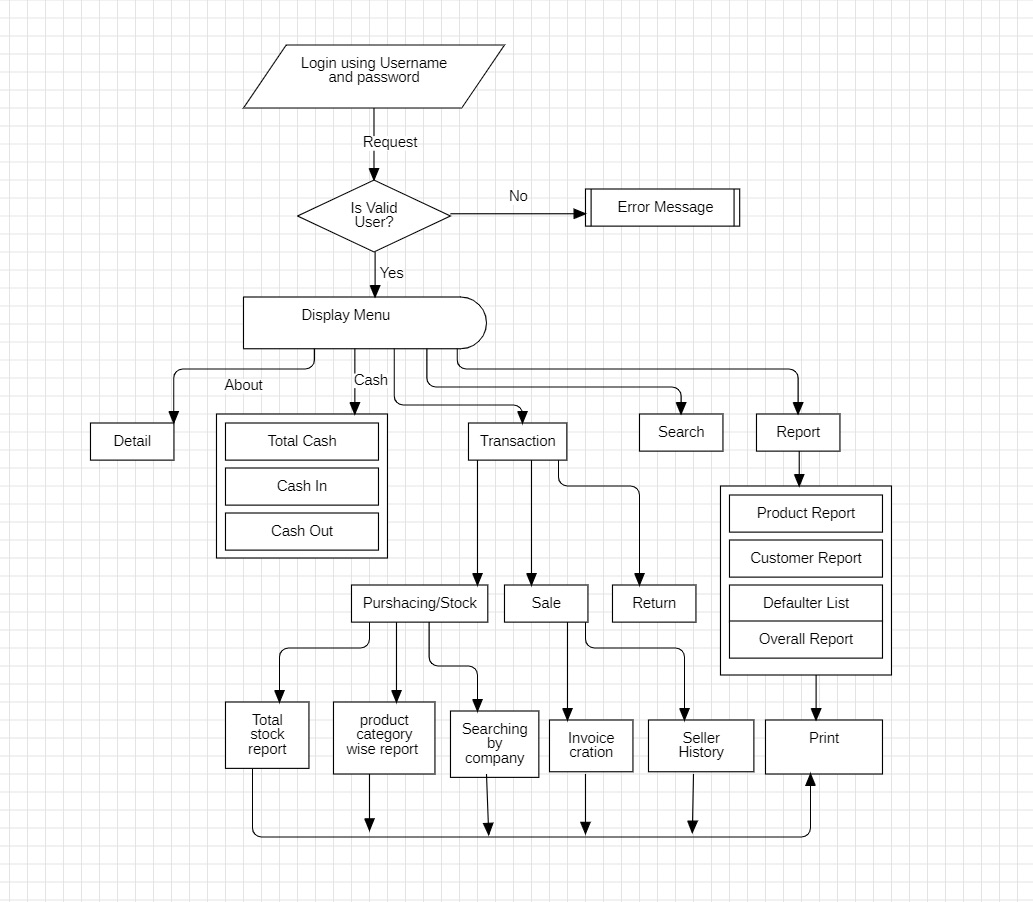 Login using Username
and password
Request
Is Valid
User?
No
Error Message
Yes
Display Menu
About
Cash
Detail
Total Cash
Cash In
Cash Out
Transaction
Search
Report
Product Report
Customer Report
Defaulter List
Overall Report
Purshacing/Stock
Sale
Return
Total
stock
report
product
category
wise report
Searching
by
company
Invoice
cration
Seller
History
Print